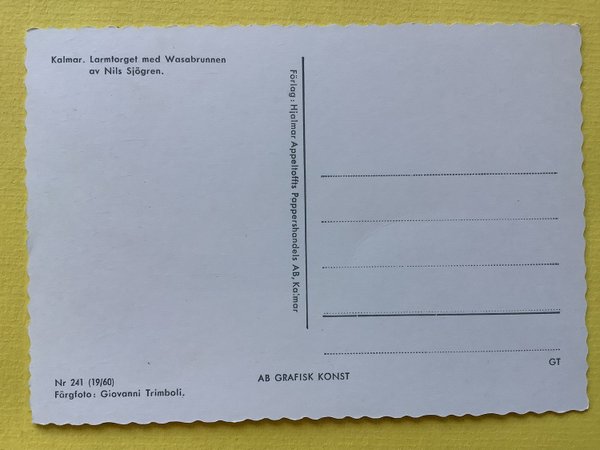 Kalmar. Larmtorget med Wasabrunnen
av Nils Sjögren.
Förlag: Hjalmar Appeltoffts Pappershandels AB, Kalmar
Nr 241 (19/60)
Färgfoto: Giovanni Trimboli.
AB GRAFISK KONST
GT